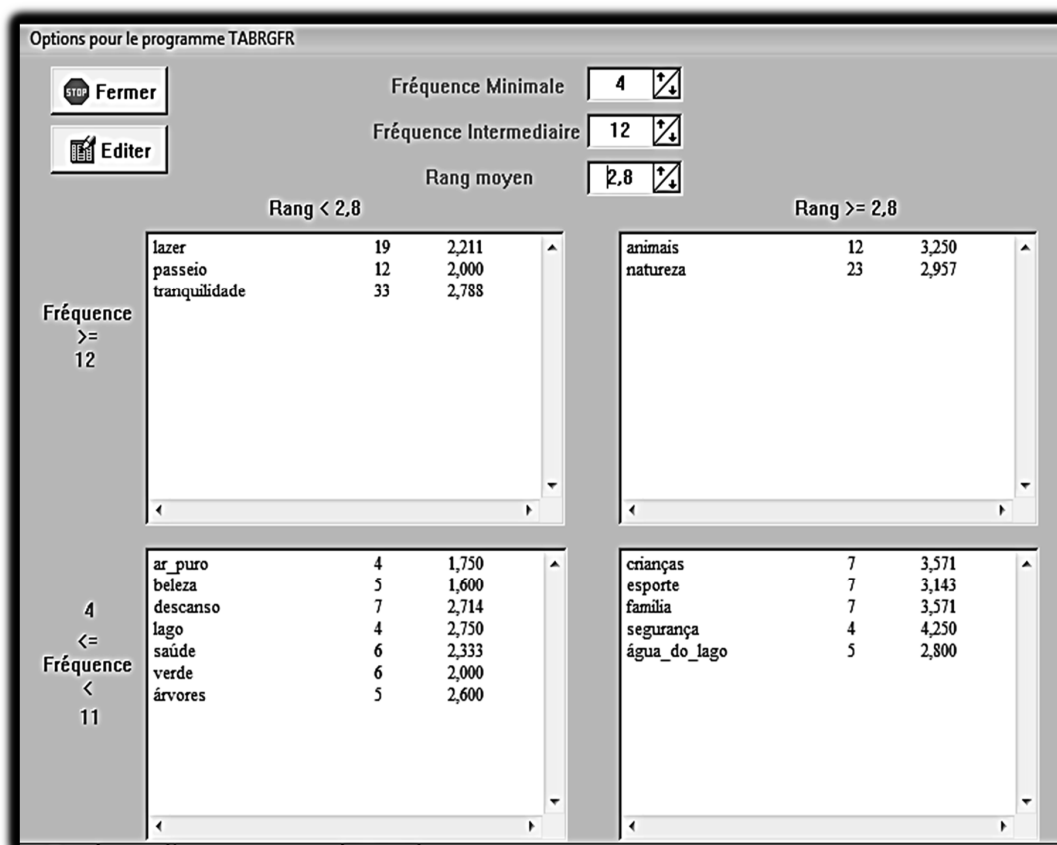 Options pour le programme TABRGFR
STOP Fermer
Editer
Fréquence Minimale 4
Fréquence Intermediaire 12
Rang moyen 2,8
Rang < 2,8 Rang >= 2,8
Fréquence
>=
12
lazer 19 2,211
passeio 12 2,000
tranquilidade 33 2,788
animais 12 3,250
natureza 23 2,957
4
<=
Fréquence
<
11
ar_puro 4 1,750
beleza 5 1,600
descanso 7 2,714
lago 4 2,750
saúde 6 2,333
verde 6 2,000
árvores 5 2,600
crianças 7 3,571
esporte 7 3,143
família 7 3,571
segurança 4 4,250
água_do_lago 5 2,800